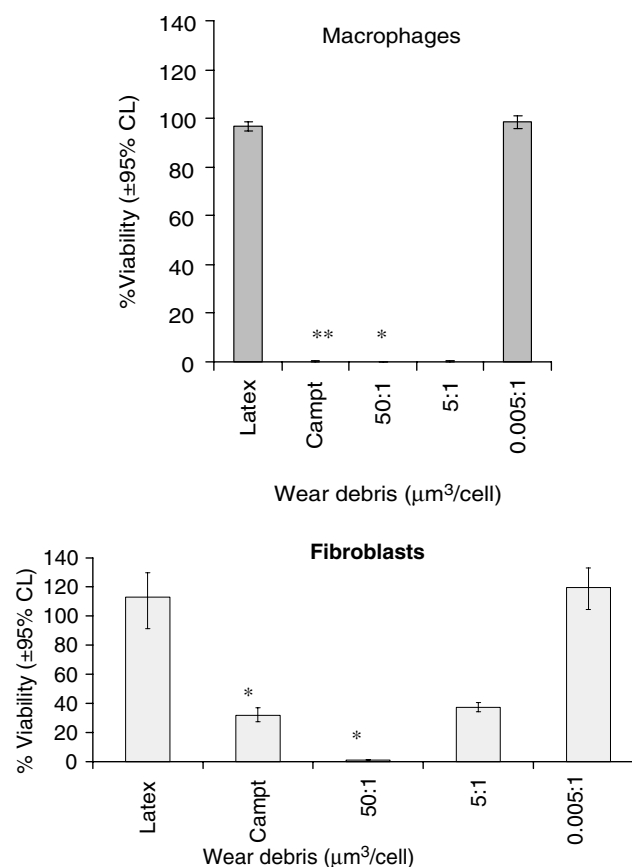 Macrophages
%Viability (±95% CL)
140
120
100
80
60
40
20
0
** *
Latex
Campt
50:1
5:1
0.005:1
Wear debris (μm³/cell)
Fibroblasts
% Viability (±95% CL)
140
120
100
80
60
40
20
0
*
*
Latex
Campt
50:1
5:1
0.005:1
Wear debris (μm³/cell)